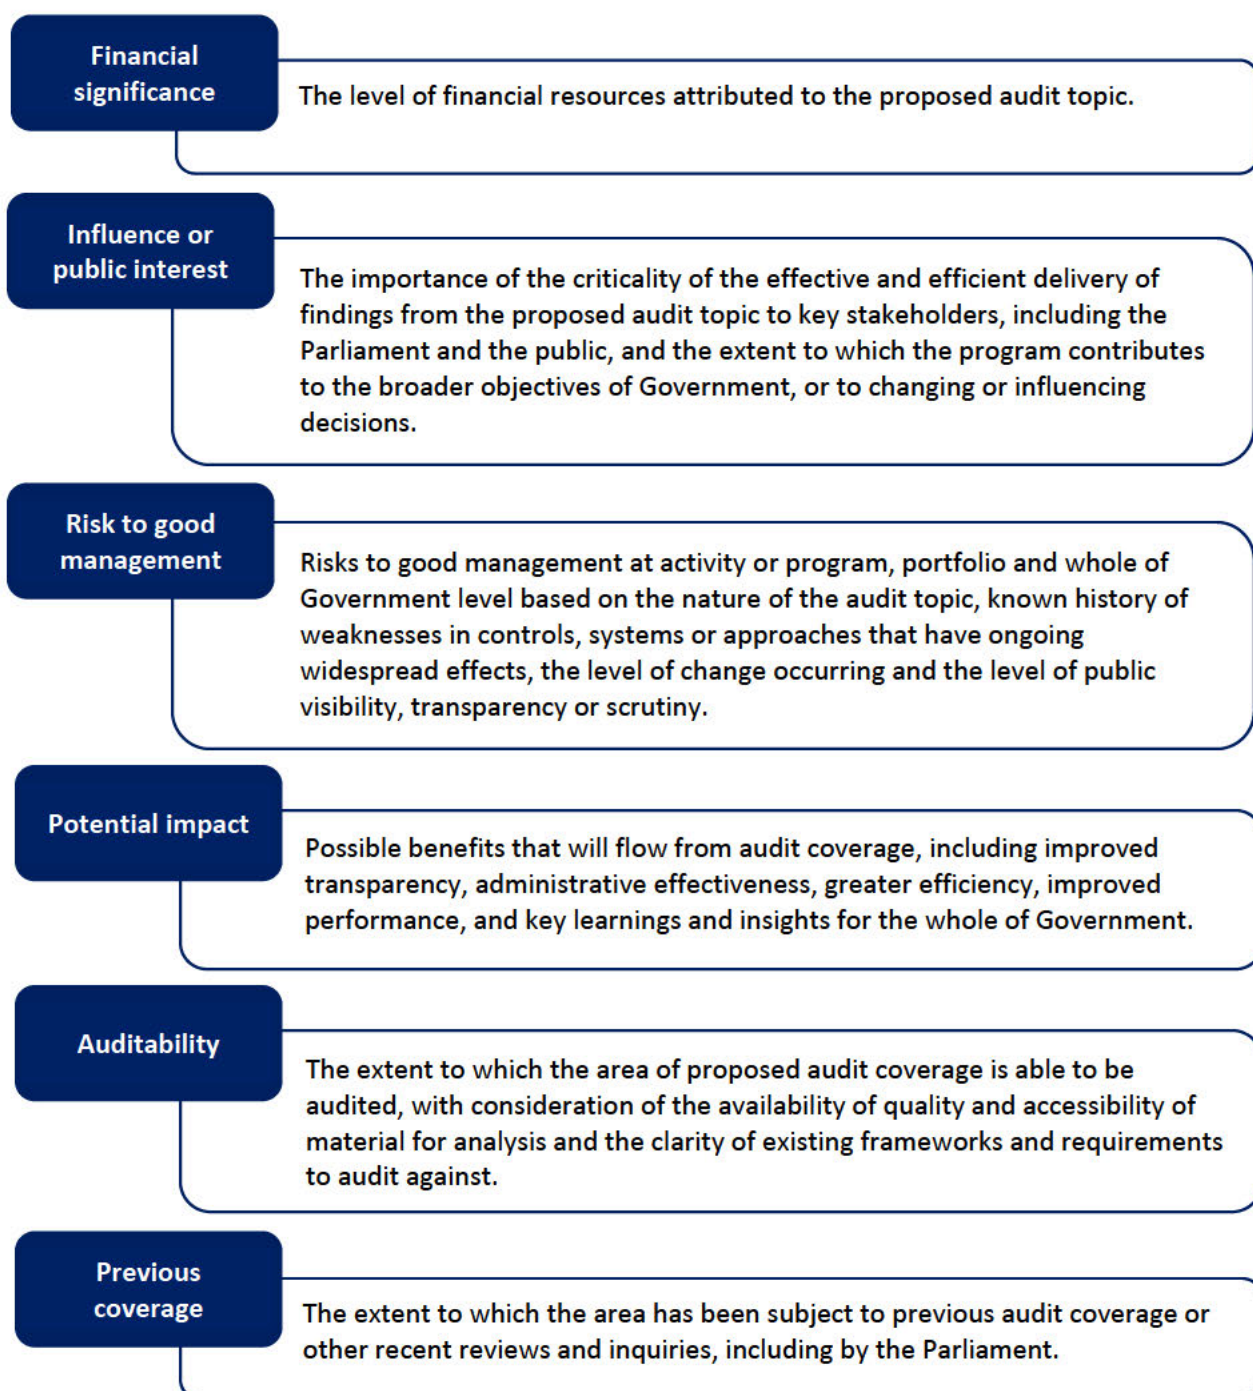 Financial
significance
The level of financial resources attributed to the proposed audit topic.
Influence or
public interest
The importance of the criticality of the effective and efficient delivery of
findings from the proposed audit topic to key stakeholders, including the
Parliament and the public, and the extent to which the program contributes
to the broader objectives of Government, or to changing or influencing
decisions.
Risk to good
management
Risks to good management at activity or program, portfolio and whole of
Government level based on the nature of the audit topic, known history of
weaknesses in controls, systems or approaches that have ongoing
widespread effects, the level of change occurring and the level of public
visibility, transparency or scrutiny.
Potential impact
Possible benefits that will flow from audit coverage, including improved
transparency, administrative effectiveness, greater efficiency, improved
performance, and key learnings and insights for the whole of Government.
Auditability
The extent to which the area of proposed audit coverage is able to be
audited, with consideration of the availability of quality and accessibility of
material for analysis and the clarity of existing frameworks and requirements
to audit against.
Previous
coverage
The extent to which the area has been subject to previous audit coverage or
other recent reviews and inquiries, including by the Parliament.